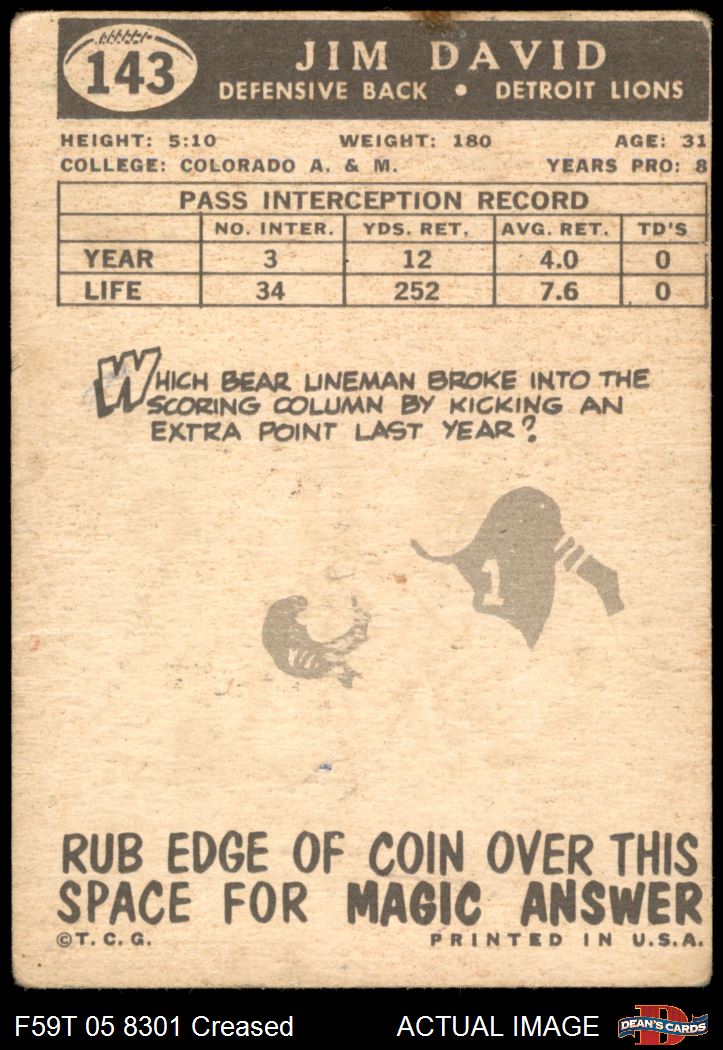 143
JIM DAVID
DEFENSIVE BACK • DETROIT LIONS
HEIGHT: 5:10 WEIGHT: 180 AGE: 31
COLLEGE: COLORADO A. & M. YEARS PRO: 8
PASS INTERCEPTION RECORD
NO. INTER. YDS. RET. AVG. RET. TD'S
YEAR 3 12 4.0 0
LIFE 34 252 7.6 0
WHICH BEAR LINEMAN BROKE INTO THE
SCORING COLUMN BY KICKING AN
EXTRA POINT LAST YEAR?
1
RUB EDGE OF COIN OVER THIS
SPACE FOR MAGIC ANSWER
©T.C.G. PRINTED IN U.S.A.
F59T 05 8301 Creased ACTUAL IMAGE D DEAN'S CARDS